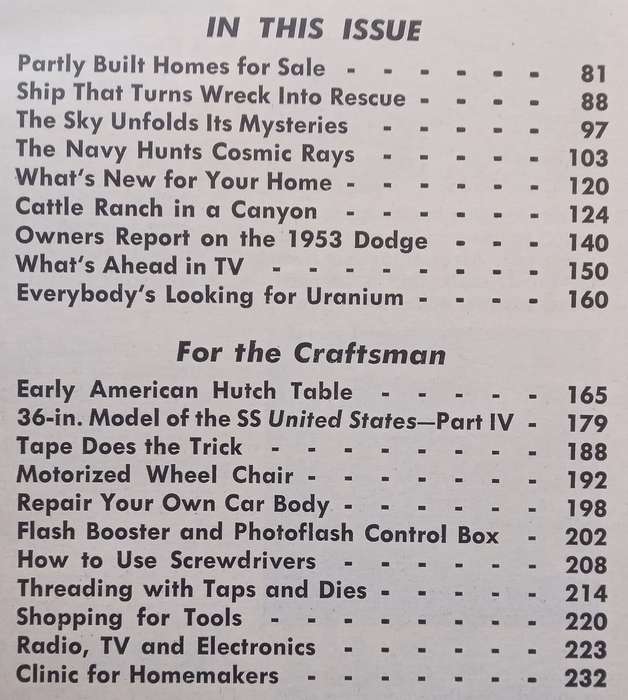 IN THIS ISSUE
Partly Built Homes for Sale - - - - - - 81
Ship That Turns Wreck Into Rescue - - - - 88
The Sky Unfolds Its Mysteries - - - - - 97
The Navy Hunts Cosmic Rays - - - - - 103
What's New for Your Home - - - - - - 120
Cattle Ranch in a Canyon - - - - - - 124
Owners Report on the 1953 Dodge - - - 140
What's Ahead in TV - - - - - - - - 150
Everybody's Looking for Uranium - - - - 160
For the Craftsman
Early American Hutch Table - - - - - 165
36-in. Model of the SS United States—Part IV - 179
Tape Does the Trick - - - - - - - - 188
Motorized Wheel Chair - - - - - - - 192
Repair Your Own Car Body - - - - - - 198
Flash Booster and Photoflash Control Box - 202
How to Use Screwdrivers - - - - - - 208
Threading with Taps and Dies - - - - - 214
Shopping for Tools - - - - - - - - 220
Radio, TV and Electronics - - - - - - 223
Clinic for Homemakers - - - - - - - 232